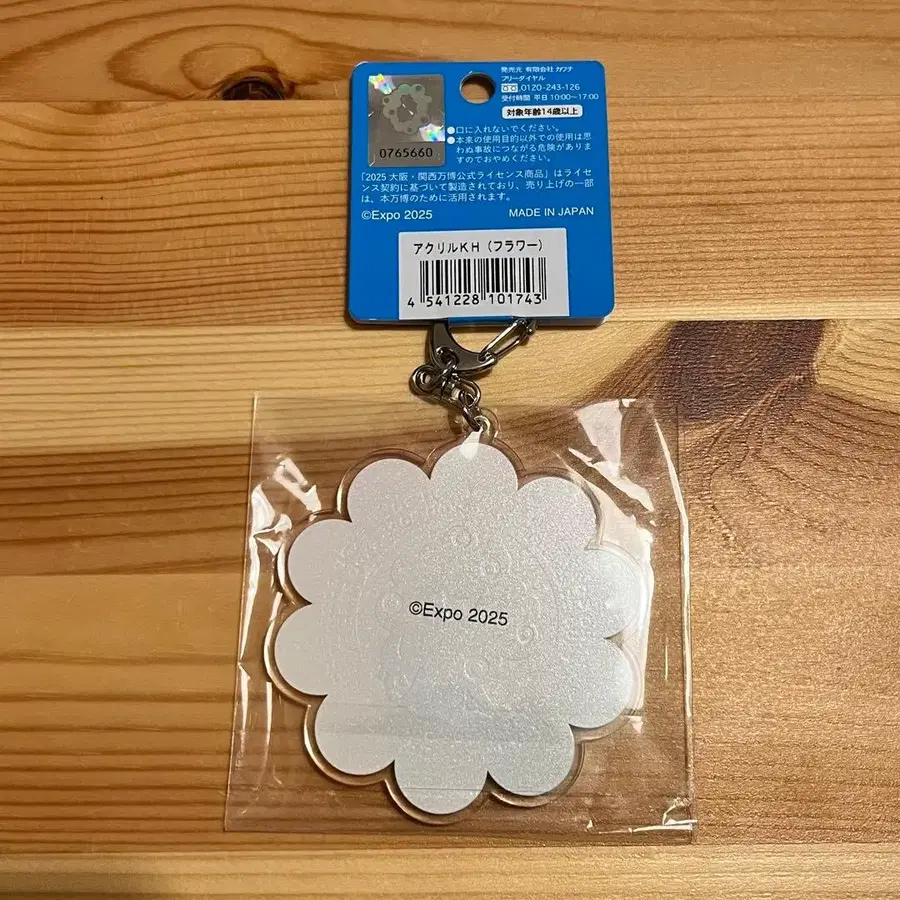 発売元 有限会社 カワチ
フリーダイヤル
0120-243-126
受付時間 平日 10:00〜17:00
対象年齢14歳以上
0765660
●口に入れないでください。
●本来の使用目的以外での使用は思
わぬ事故につながる危険がありま
すのでおやめください。
「2025 大阪・関西万博公式ライセンス商品」はライセ
ンス契約に基づいて製造されており、売り上げの一部
は、本万博のために活用されます。
©Expo 2025
MADE IN JAPAN
アクリルKH（フラワー）
4 541228 101743
©Expo 2025